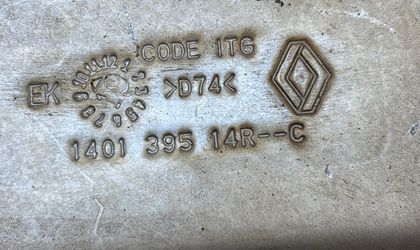 CODE ITG
EK >D74<
1401 395 14R--C